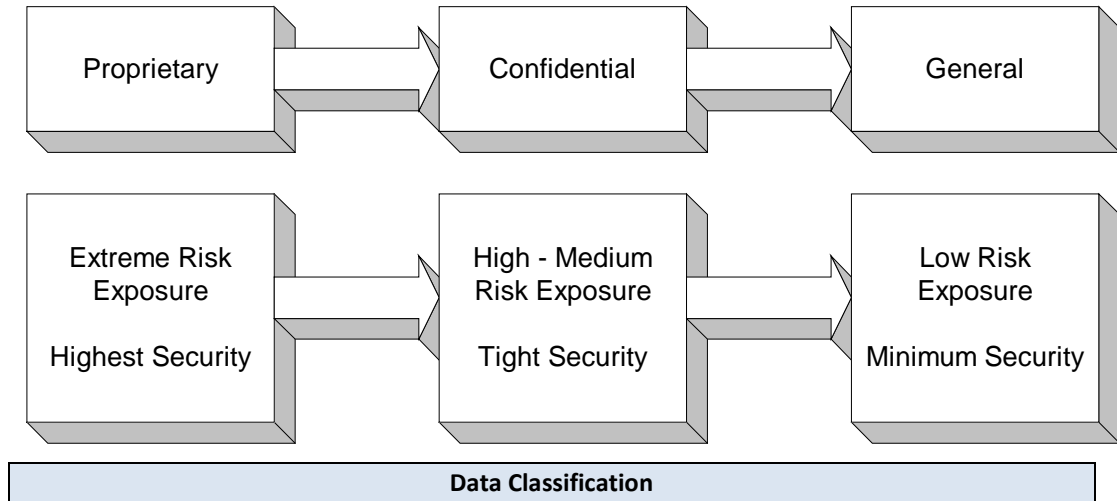 Proprietary
Confidential
General
Extreme Risk
Exposure
Highest Security
High - Medium
Risk Exposure
Tight Security
Low Risk
Exposure
Minimum Security
Data Classification